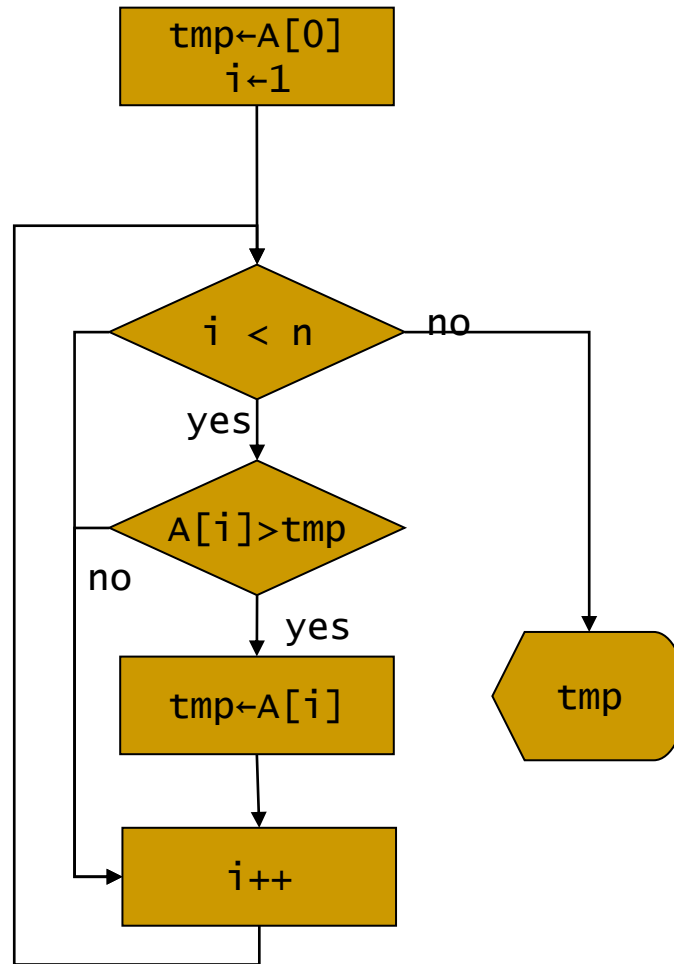 tmp←A[0]
i←1
i < n
no
yes
A[i]>tmp
no
yes
tmp←A[i]
tmp
i++